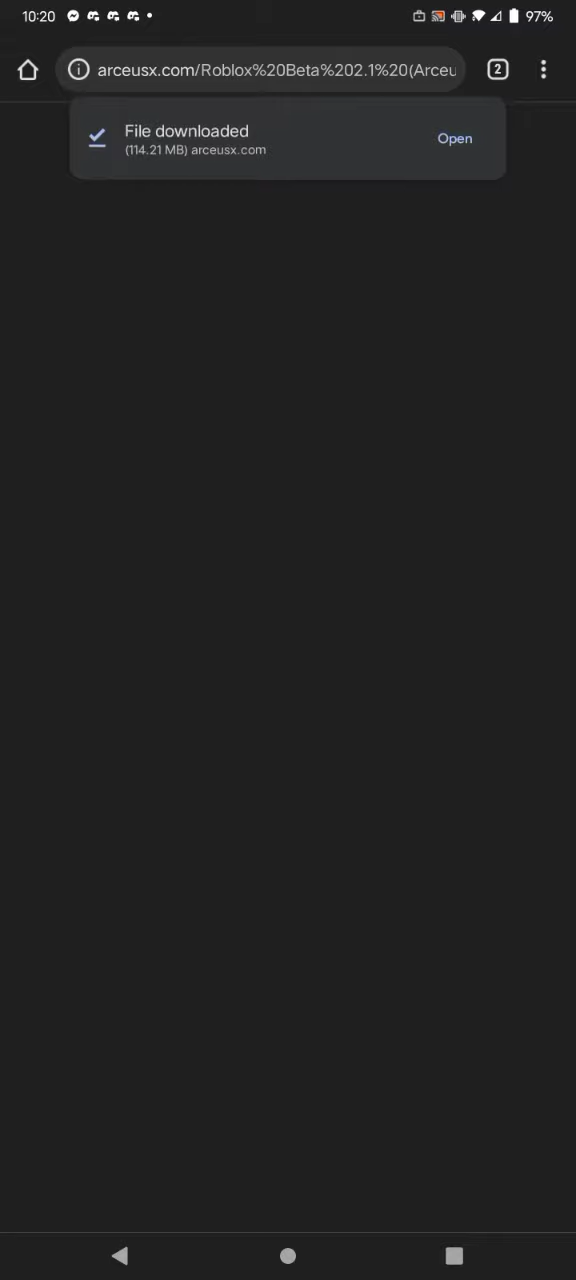 10:20
97%
arceusx.com/Roblox%20Beta%202.1%20(Arceu
2
File downloaded
(114.21 MB) arceusx.com
Open